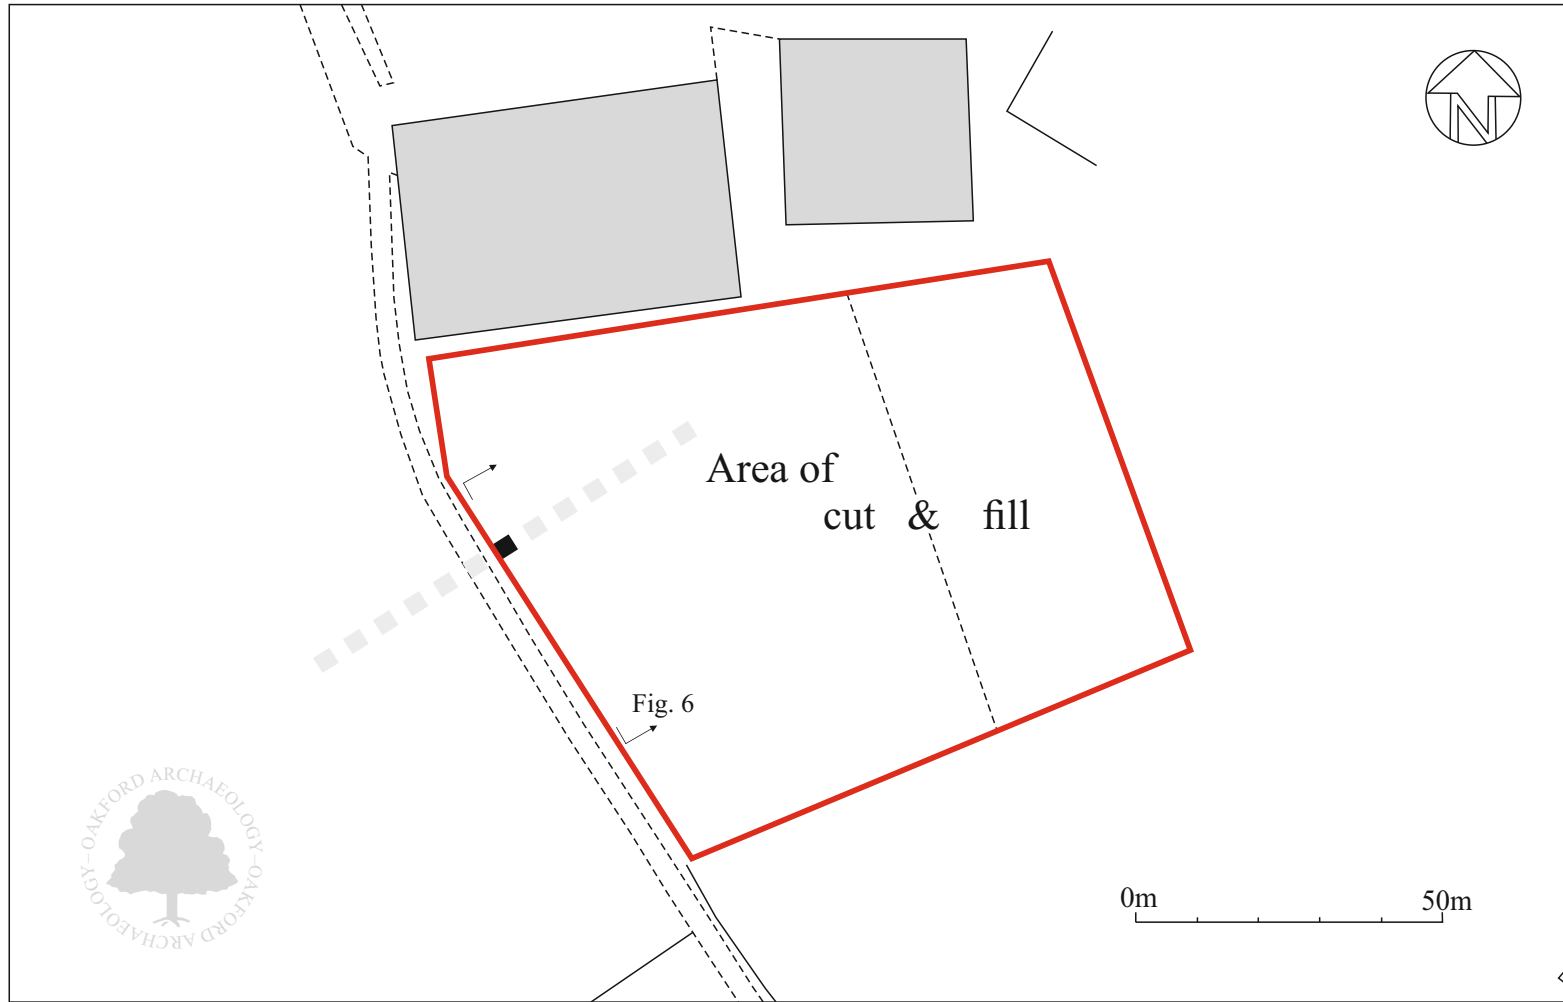 N
Area of
cut & fill
Fig. 6
0m 50m
OAKFORD ARCHAEOLOGY–OAKFORD ARCHAEOLOGY–